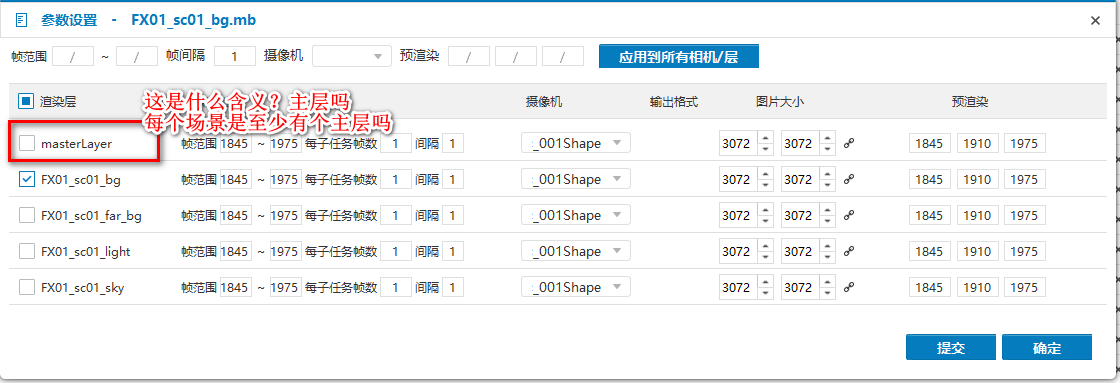 参数设置 - FX01_sc01_bg.mb
帧范围 / ~ / 帧间隔 1 摄像机 预渲染 / / / 应用到所有相机/层
渲染层 摄像机 输出格式 图片大小 预渲染
这是什么含义？主层吗
每个场景是至少有个主层吗
masterLayer 帧范围 1845 ~ 1975 每子任务帧数 1 间隔 1 :_001Shape 3072 3072 1845 1910 1975
FX01_sc01_bg 帧范围 1845 ~ 1975 每子任务帧数 1 间隔 1 :_001Shape 3072 3072 1845 1910 1975
FX01_sc01_far_bg 帧范围 1845 ~ 1975 每子任务帧数 1 间隔 1 :_001Shape 3072 3072 1845 1910 1975
FX01_sc01_light 帧范围 1845 ~ 1975 每子任务帧数 1 间隔 1 :_001Shape 3072 3072 1845 1910 1975
FX01_sc01_sky 帧范围 1845 ~ 1975 每子任务帧数 1 间隔 1 :_001Shape 3072 3072 1845 1910 1975
提交 确定